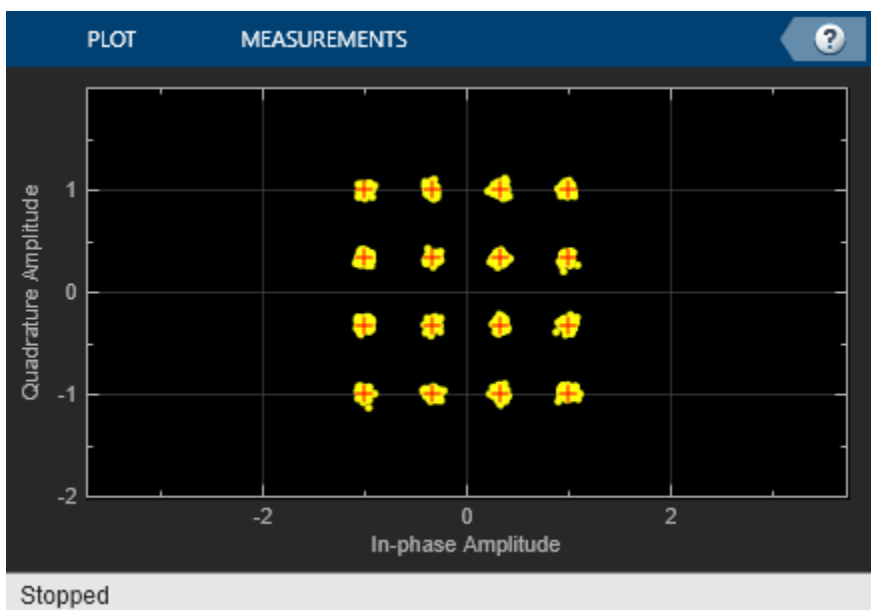 PLOT MEASUREMENTS ?
Quadrature Amplitude
1
0
-1
-2
-2 0 2
In-phase Amplitude
Stopped